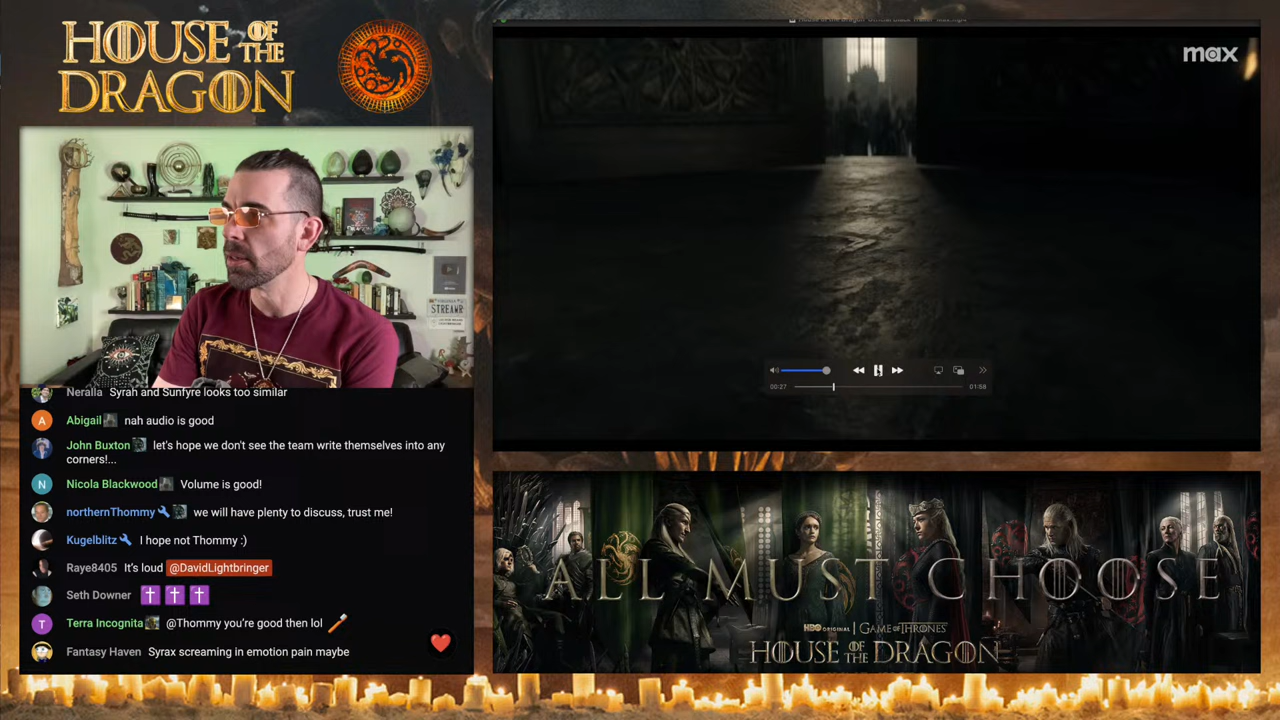 HOUSE OF THE DRAGON
max
STREAWR
Neralla Syrah and Sunfyre looks too similar
Abigail nah audio is good
John Buxton let's hope we don't see the team write themselves into any
corners!...
Nicola Blackwood Volume is good!
northernThommy we will have plenty to discuss, trust me!
Kugelblitz I hope not Thommy :)
Raye8405 It's loud @DavidLightbringer
Seth Downer
Terra Incognita @Thommy you're good then lol
Fantasy Haven Syrax screaming in emotion pain maybe
00:27
01:58
ALL MUST CHOOSE
HBO ORIGINAL | GAME OF THRONES
HOUSE OF THE DRAGON